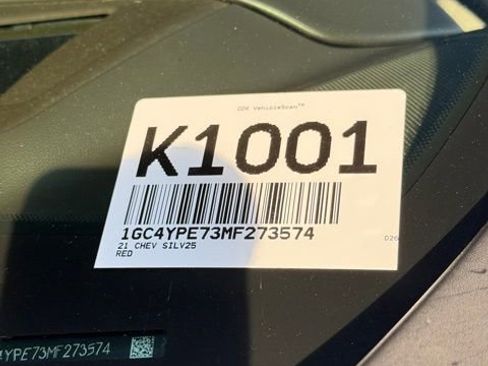 CDK VehicleScan™
K1001
1GC4YPE73MF273574
21 CHEV SILV25
D26
RED
4YPE73MF273574